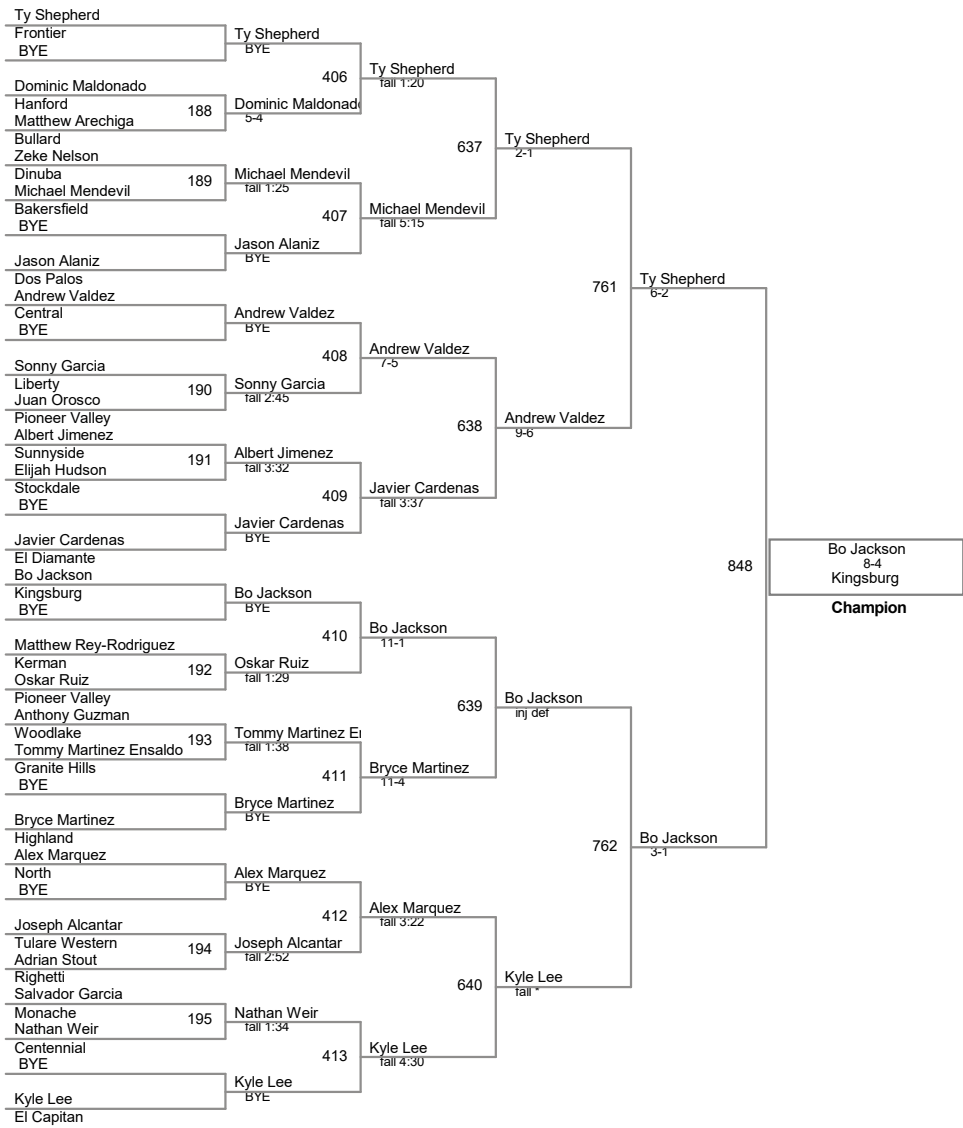 Ty Shepherd
Frontier
BYE
Dominic Maldonado
Hanford
188
Matthew Arechiga
Bullard
Zeke Nelson
Dinuba
189
Michael Mendevil
Bakersfield
BYE
Jason Alaniz
Dos Palos
Andrew Valdez
Central
BYE
Sonny Garcia
Liberty
190
Juan Orosco
Pioneer Valley
Albert Jimenez
Sunnyside
191
Elijah Hudson
Stockdale
BYE
Javier Cardenas
El Diamante
Bo Jackson
Kingsburg
BYE
Matthew Rey-Rodriguez
Kerman
192
Oskar Ruiz
Pioneer Valley
Anthony Guzman
Woodlake
193
Tommy Martinez Ensaldo
Granite Hills
BYE
Bryce Martinez
Highland
Alex Marquez
North
BYE
Joseph Alcantar
Tulare Western
194
Adrian Stout
Righetti
Salvador Garcia
Monache
195
Nathan Weir
Centennial
BYE
Kyle Lee
El Capitan
Ty Shepherd
BYE
406
Dominic Maldonado
5-4
Michael Mendevil
fall 1:25
407
Jason Alaniz
BYE
Andrew Valdez
BYE
408
Sonny Garcia
fall 2:45
Albert Jimenez
fall 3:32
409
Javier Cardenas
BYE
Bo Jackson
BYE
410
Oskar Ruiz
fall 1:29
Tommy Martinez E
fall 1:38
411
Bryce Martinez
BYE
Alex Marquez
BYE
412
Joseph Alcantar
fall 2:52
Nathan Weir
fall 1:34
413
Kyle Lee
BYE
Ty Shepherd
fall 1:20
637
Michael Mendevil
fall 5:15
Andrew Valdez
7-5
638
Javier Cardenas
fall 3:37
Bo Jackson
11-1
639
Bryce Martinez
11-4
Alex Marquez
fall 3:22
640
Kyle Lee
fall 4:30
Ty Shepherd
2-1
761
Andrew Valdez
9-6
Bo Jackson
inj def
762
Kyle Lee
fall *
Ty Shepherd
6-2
848
Bo Jackson
3-1
Bo Jackson
8-4
Kingsburg
Champion